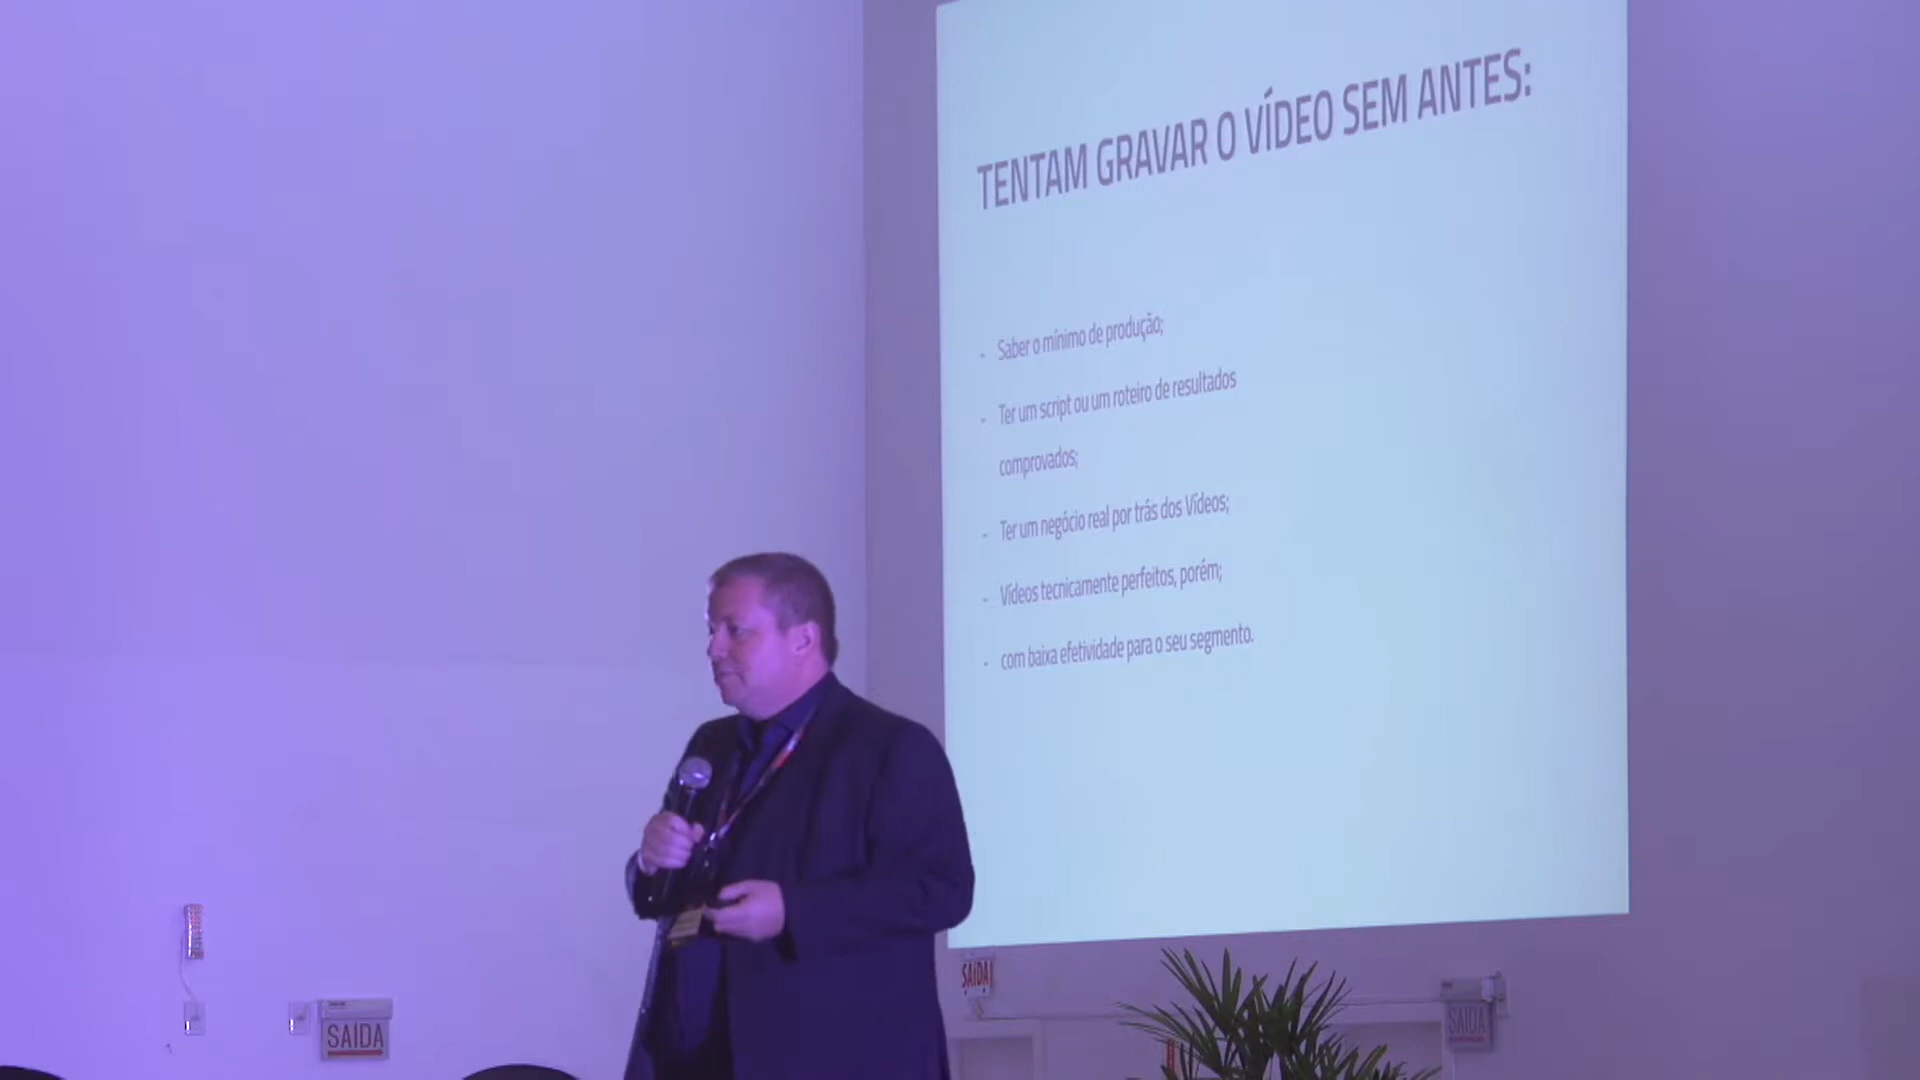 TENTAM GRAVAR O VÍDEO SEM ANTES:
- Saber o mínimo de produção;
- Ter um script ou um roteiro de resultados
comprovados;
- Ter um negócio real por trás dos Vídeos;
- Vídeos tecnicamente perfeitos, porém;
- com baixa efetividade para o seu segmento.
SAÍDA
SAÍDA
SAÍDA